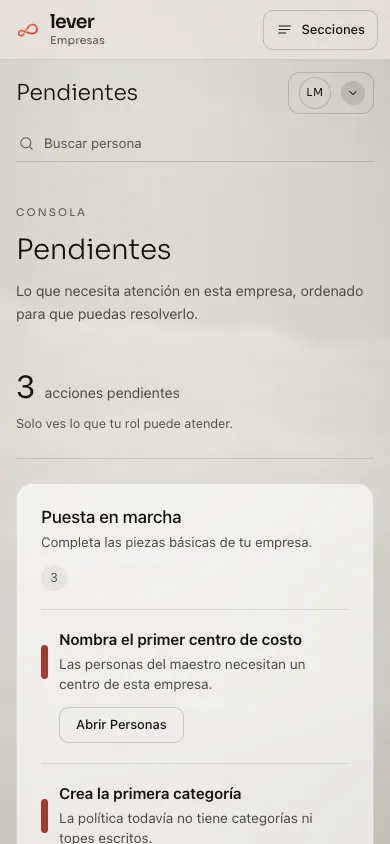 lever
Empresas
Secciones
Pendientes
LM
Buscar persona
CONSOLA
Pendientes
Lo que necesita atención en esta empresa, ordenado
para que puedas resolverlo.
3 acciones pendientes
Solo ves lo que tu rol puede atender.
Puesta en marcha
Completa las piezas básicas de tu empresa.
3
Nombra el primer centro de costo
Las personas del maestro necesitan un
centro de esta empresa.
Abrir Personas
Crea la primera categoría
La política todavía no tiene categorías ni
topes escritos.